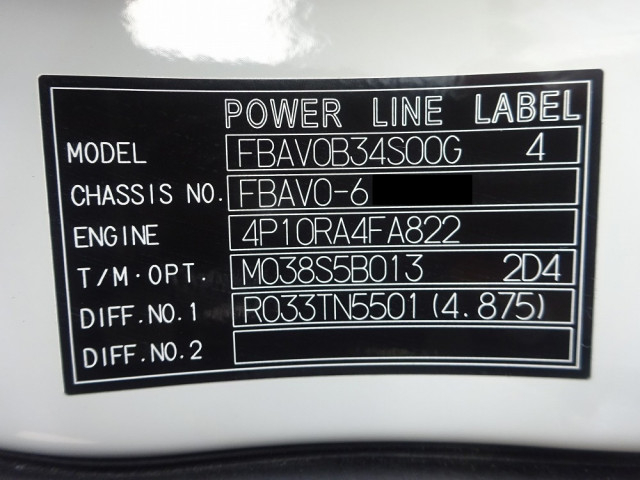 POWER LINE LABEL
MODEL FBAV0B34S00G 4
CHASSIS NO. FBAV0-6
ENGINE 4P10RA4FA822
T/M·OPT. M038S5B013 2D4
DIFF.NO.1 R033TN5501(4.875)
DIFF.NO.2